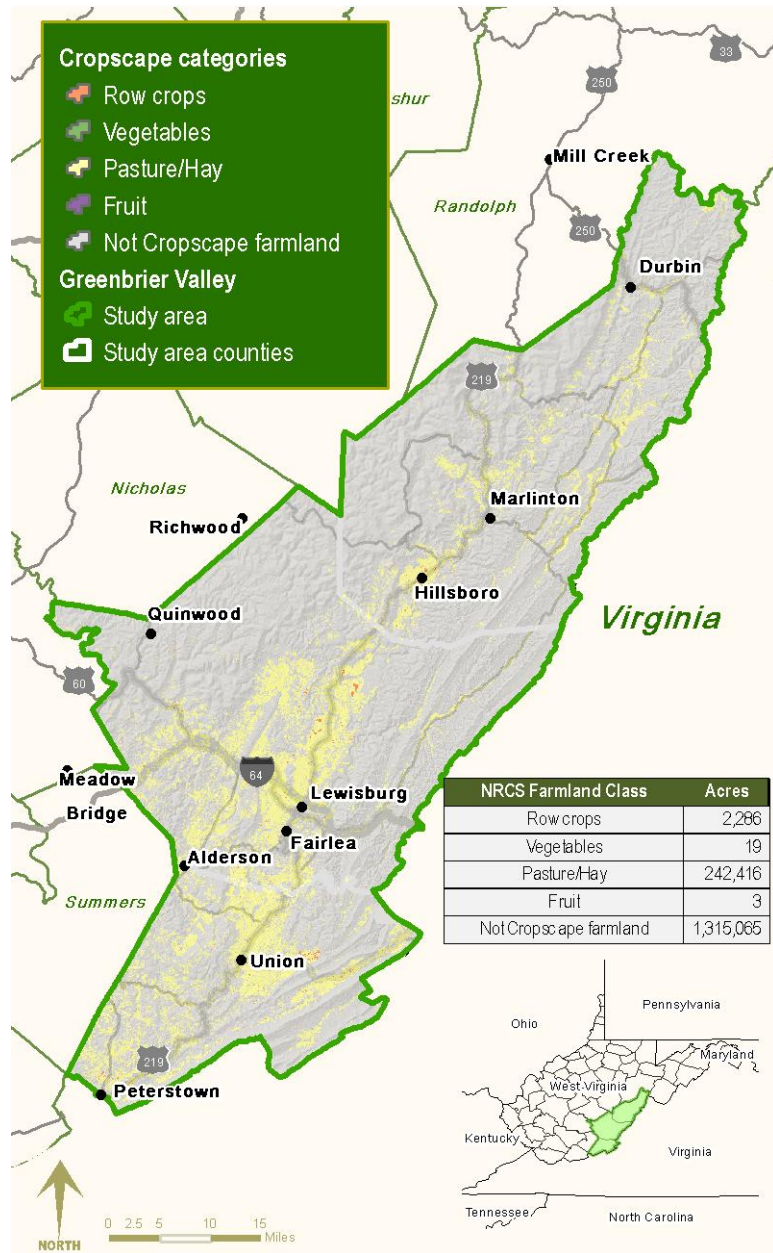 Cropscape categories
Row crops
Vegetables
Pasture/Hay
Fruit
Not Cropscape farmland
Greenbrier Valley
Study area
Study area counties
shur
33
250
Mill Creek
Randolph
250
Durbin
219
Marlinton
Nicholas
Richwood
Hillsboro
Quinwood
Virginia
60
Meadow
Bridge
64
Lewisburg
Fairlea
Alderson
Summers
Union
219
Peterstown
NRCS Farmland Class Acres
Row crops 2,286
Vegetables 19
Pasture/Hay 242,416
Fruit 3
Not Cropscape farmland 1,315,065
Pennsylvania
Ohio
Maryland
West Virginia
Kentucky
Virginia
Tennessee
North Carolina
NORTH
0 2.5 5 10 15
Miles